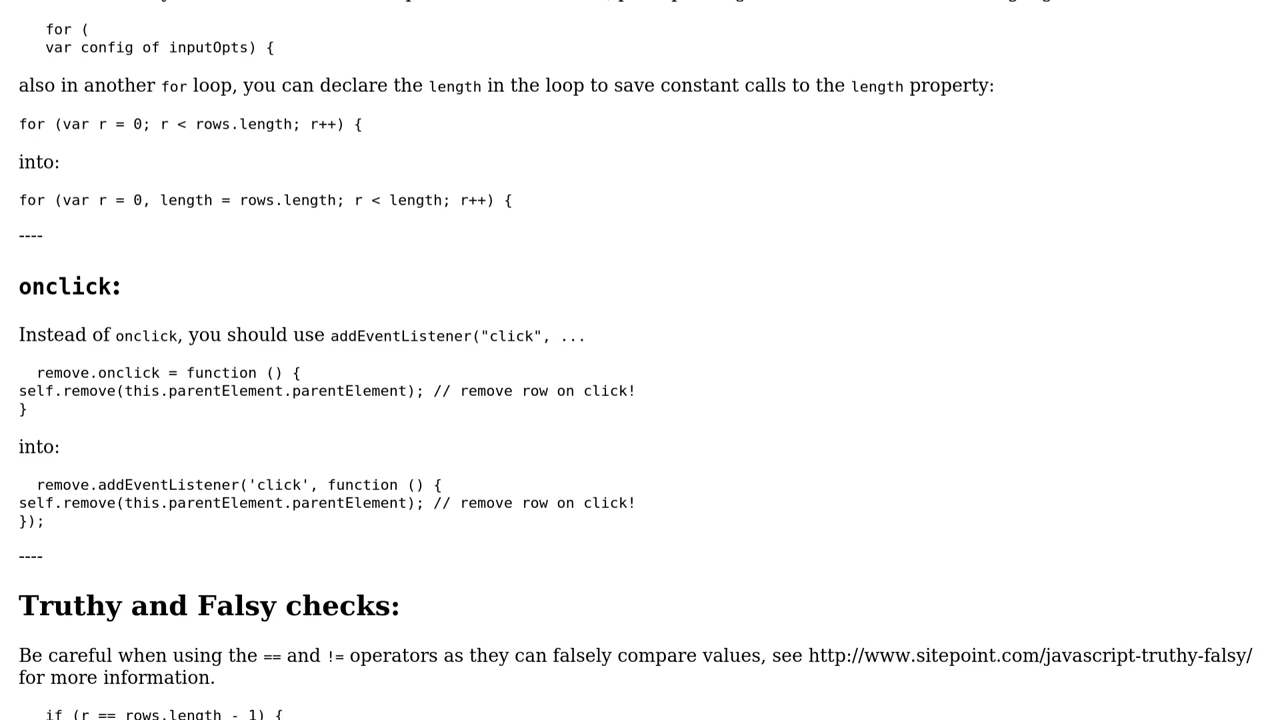 for (
var config of inputOpts) {
also in another for loop, you can declare the length in the loop to save constant calls to the length property:
for (var r = 0; r < rows.length; r++) {
into:
for (var r = 0, length = rows.length; r < length; r++) {
----
onclick:
Instead of onclick, you should use addEventListener("click", ...
remove.onclick = function () {
self.remove(this.parentElement.parentElement); // remove row on click!
}
into:
remove.addEventListener('click', function () {
self.remove(this.parentElement.parentElement); // remove row on click!
});
----
Truthy and Falsy checks:
Be careful when using the == and != operators as they can falsely compare values, see http://www.sitepoint.com/javascript-truthy-falsy/
for more information.
if (r == rows.length - 1) {